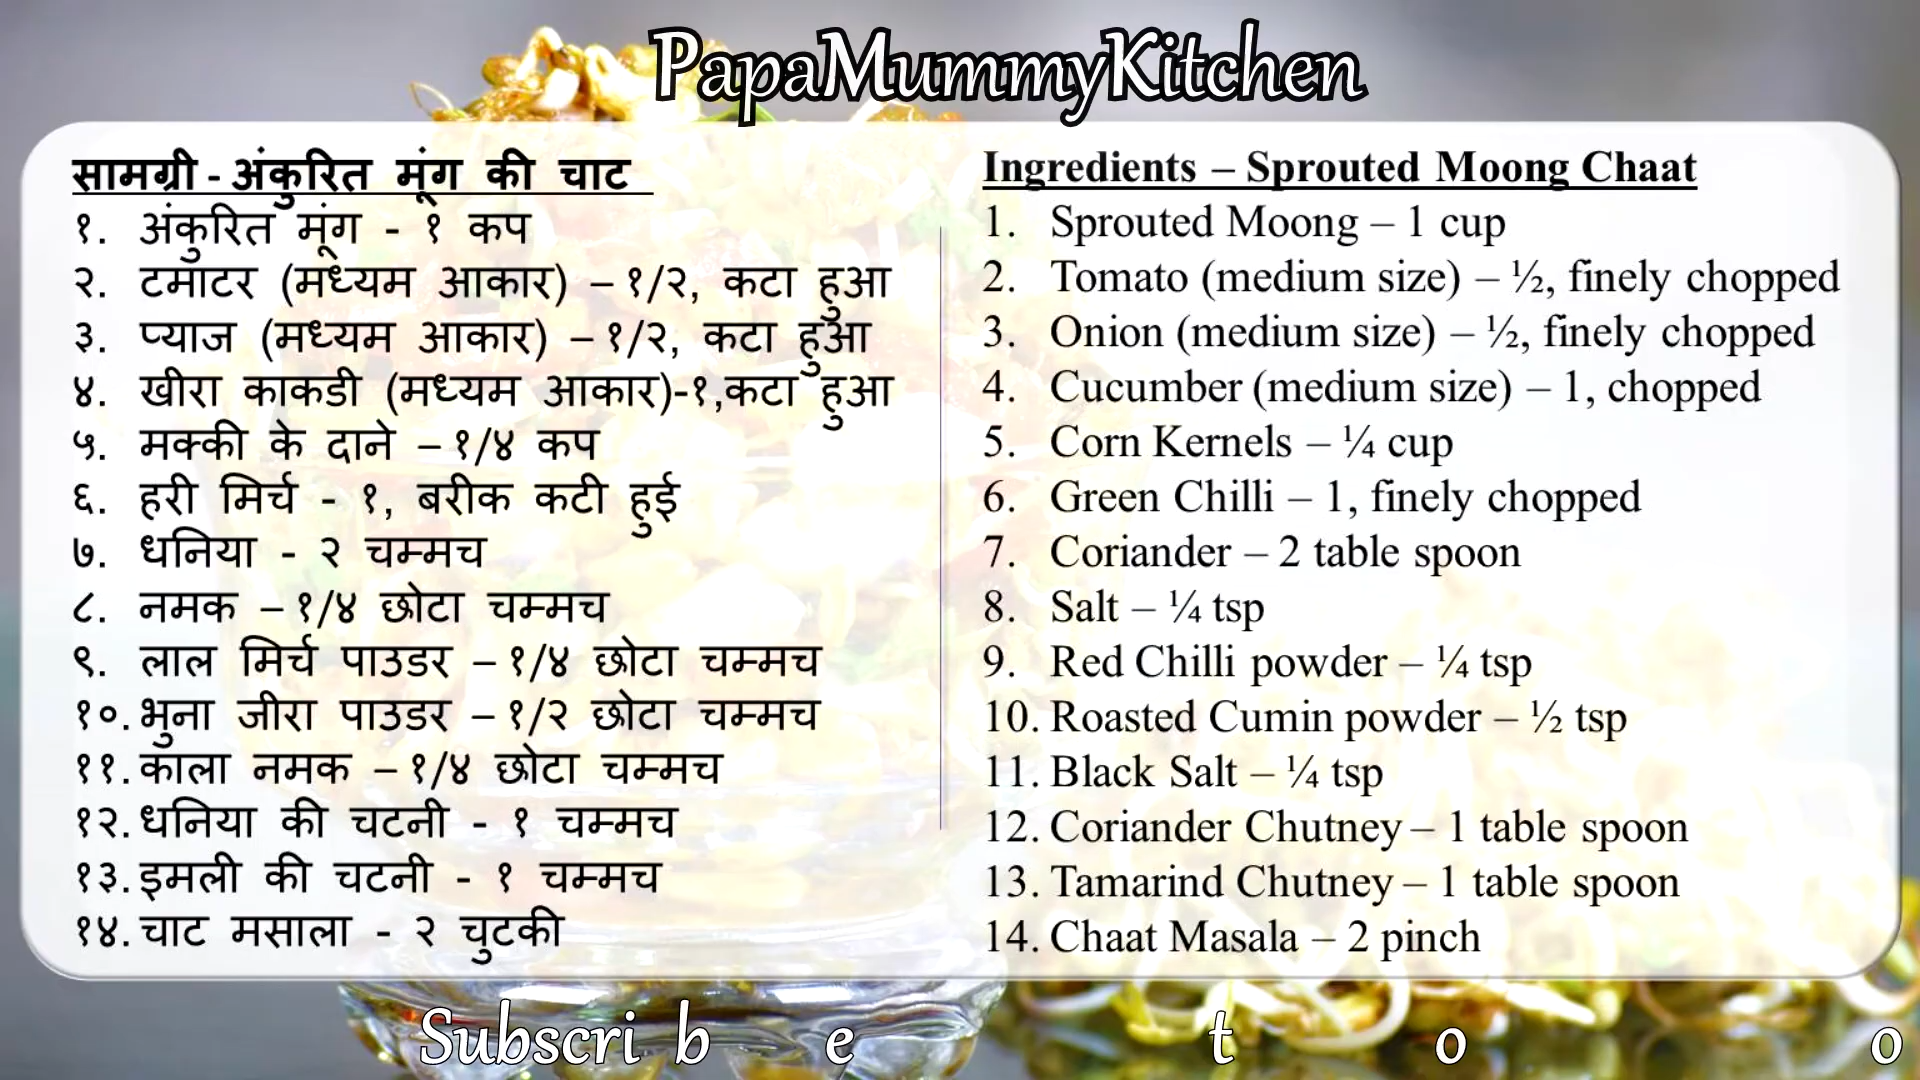 PapaMummyKitchen
सामग्री - अंकुरित मूंग की चाट
१. अंकुरित मूंग - १ कप
२. टमाटर (मध्यम आकार) – १/२, कटा हुआ
३. प्याज (मध्यम आकार) – १/२, कटा हुआ
४. खीरा काकडी (मध्यम आकार)-१,कटा हुआ
५. मक्की के दाने – १/४ कप
६. हरी मिर्च - १, बरीक कटी हुई
७. धनिया - २ चम्मच
८. नमक – १/४ छोटा चम्मच
९. लाल मिर्च पाउडर – १/४ छोटा चम्मच
१०. भुना जीरा पाउडर – १/२ छोटा चम्मच
११. काला नमक – १/४ छोटा चम्मच
१२. धनिया की चटनी - १ चम्मच
१३. इमली की चटनी - १ चम्मच
१४. चाट मसाला - २ चुटकी
Ingredients – Sprouted Moong Chaat
1. Sprouted Moong – 1 cup
2. Tomato (medium size) – ½, finely chopped
3. Onion (medium size) – ½, finely chopped
4. Cucumber (medium size) – 1, chopped
5. Corn Kernels – ¼ cup
6. Green Chilli – 1, finely chopped
7. Coriander – 2 table spoon
8. Salt – ¼ tsp
9. Red Chilli powder – ¼ tsp
10. Roasted Cumin powder – ½ tsp
11. Black Salt – ¼ tsp
12. Coriander Chutney – 1 table spoon
13. Tamarind Chutney – 1 table spoon
14. Chaat Masala – 2 pinch
Subscri b e t o o